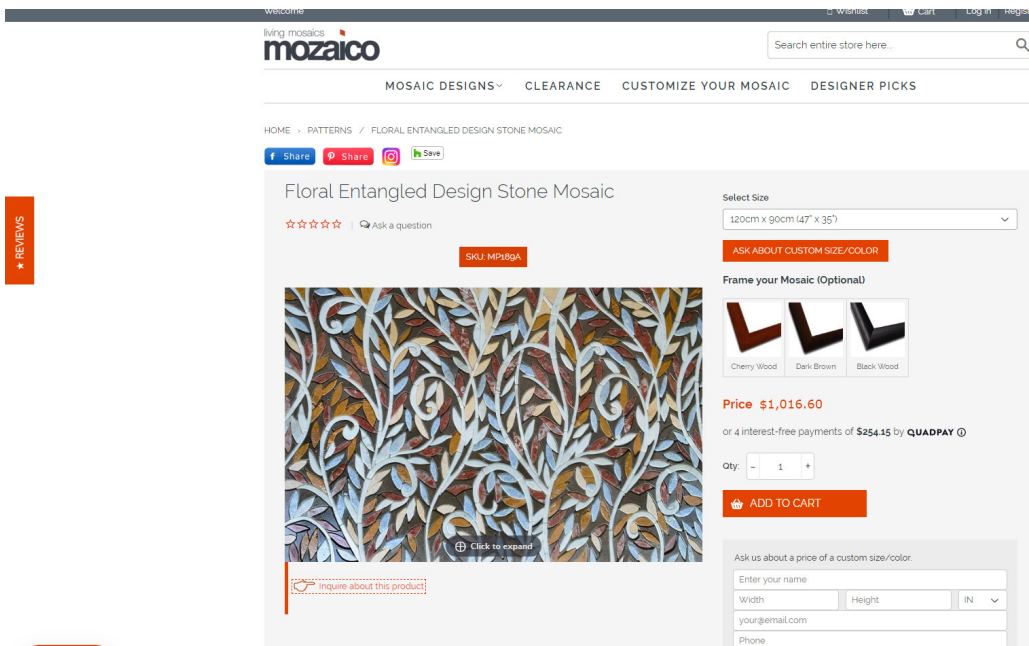 Welcome
Wishlist
Cart
Log In
Regis
living mosaics
mozaico
Search entire store here...
MOSAIC DESIGNS
CLEARANCE
CUSTOMIZE YOUR MOSAIC
DESIGNER PICKS
HOME > PATTERNS / FLORAL ENTANGLED DESIGN STONE MOSAIC
f Share
Share
Save
★ REVIEWS
Floral Entangled Design Stone Mosaic
Ask a question
SKU: MP189A
Click to expand
Inquire about this product
Select Size
120cm x 90cm (47" x 35")
ASK ABOUT CUSTOM SIZE/COLOR
Frame your Mosaic (Optional)
Cherry Wood
Dark Brown
Black Wood
Price $1,016.60
or 4 interest-free payments of $254.15 by QUADPAY
Qty: - 1 +
ADD TO CART
Ask us about a price of a custom size/color.
Enter your name
Width
Height
IN
your@email.com
Phone